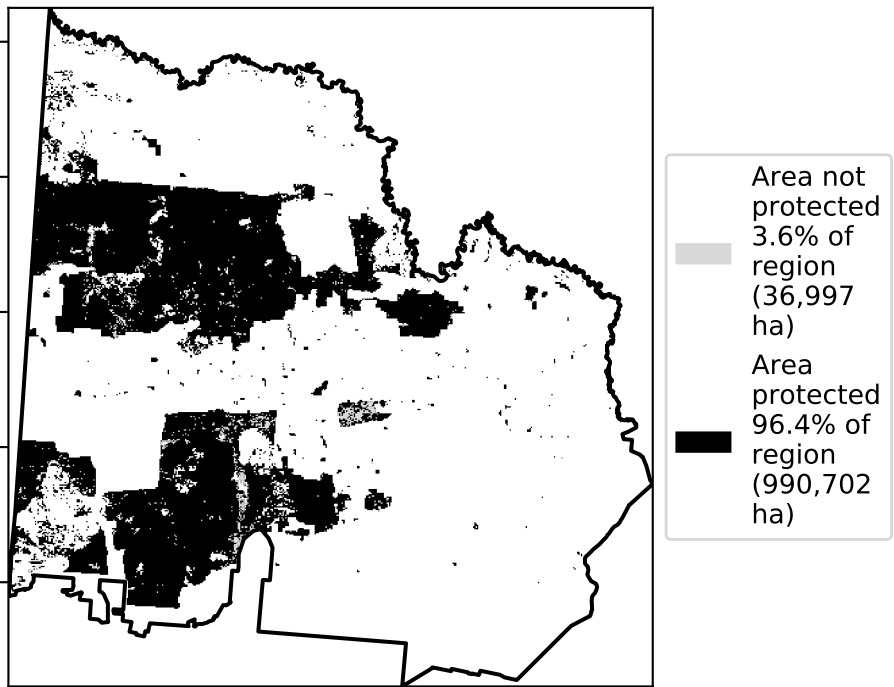 Area not
protected
3.6% of
region
(36,997
ha)
Area
protected
96.4% of
region
(990,702
ha)